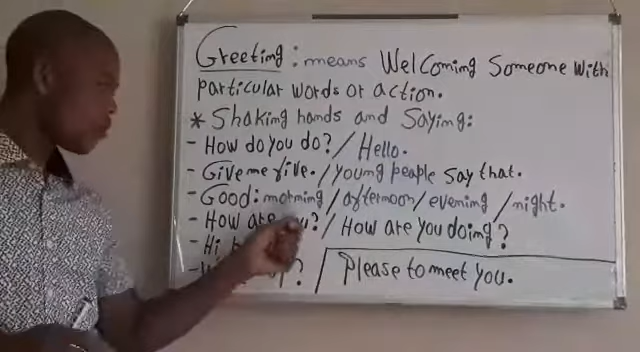 Greeting: means Welcoming Someone with
particular words or action.
* Shaking hands and Saying:
- How do you do? / Hello.
- Give me five. / young peaple say that.
- Good: morning / afternoon / evening / night.
- How are you? / How are you doing?
- Hi
- ? / Please to meet you.